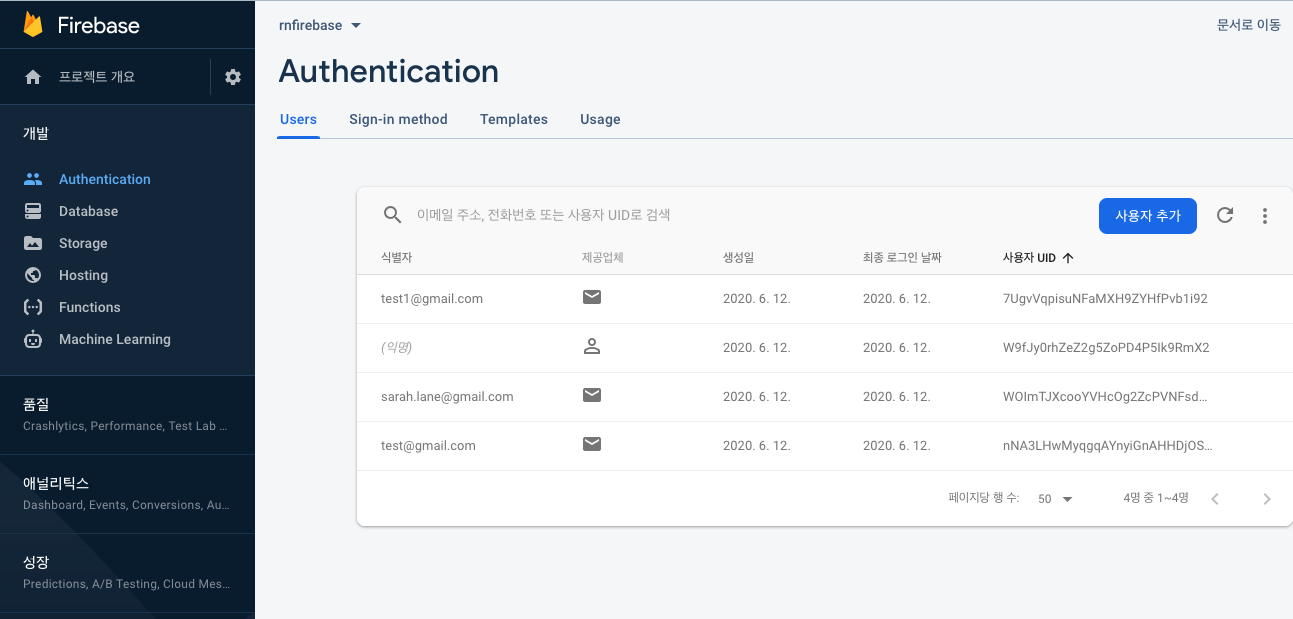 Firebase
프로젝트 개요
개발
Authentication
Database
Storage
Hosting
Functions
Machine Learning
품질
Crashlytics, Performance, Test Lab ...
애널리틱스
Dashboard, Events, Conversions, Au...
성장
Predictions, A/B Testing, Cloud Mes...
rnfirebase
문서로 이동
Authentication
Users Sign-in method Templates Usage
이메일 주소, 전화번호 또는 사용자 UID로 검색
사용자 추가
식별자 제공업체 생성일 최종 로그인 날짜 사용자 UID
test1@gmail.com 2020. 6. 12. 2020. 6. 12. 7UgvVqpisuNFaMXH9ZYHfPvb1i92
(익명) 2020. 6. 12. 2020. 6. 12. W9fJy0rhZeZ2g5ZoPD4P5Ik9RmX2
sarah.lane@gmail.com 2020. 6. 12. 2020. 6. 12. WOImTJXcooYVHcOg2ZcPVNFsd...
test@gmail.com 2020. 6. 12. 2020. 6. 12. nNA3LHwMyqgqAYnyiGnAHHDjOS...
페이지당 행 수: 50 4명 중 1~4명